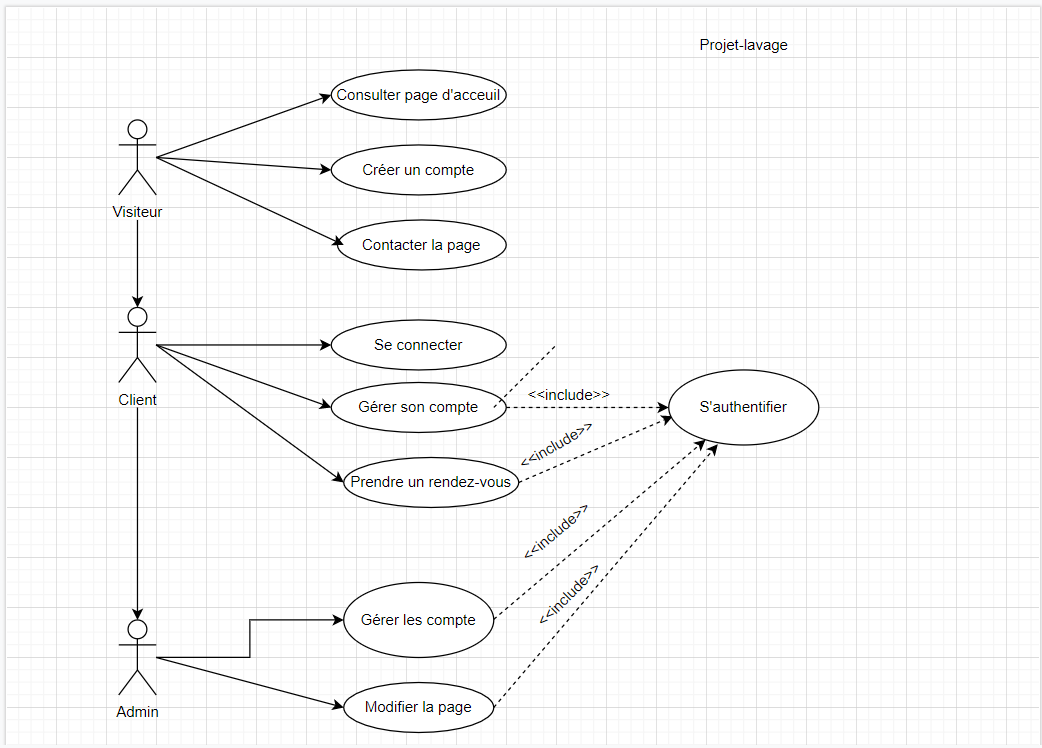 Projet-lavage
Consulter page d'acceuil
Créer un compte
Visiteur
Contacter la page
Se connecter
Client
Gérer son compte
<<include>>
S'authentifier
<<include>>
Prendre un rendez-vous
<<include>>
<<include>>
Gérer les compte
Admin
Modifier la page